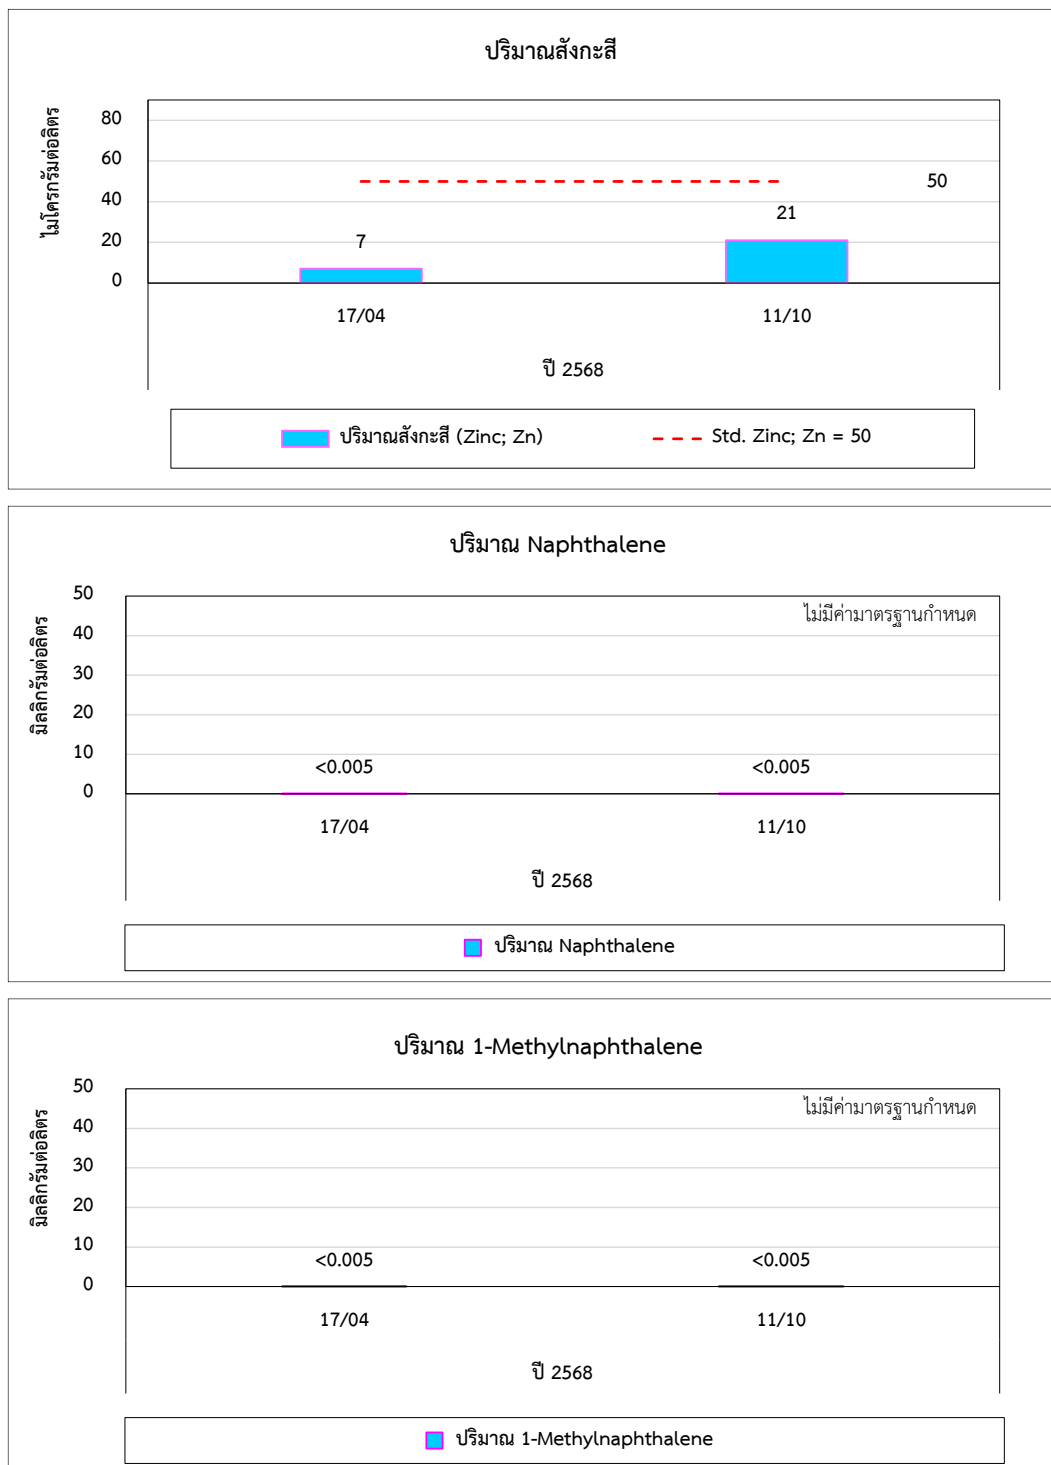 ปริมาณสังกะสี
ไมโครกรัมต่อลิตร
80
60
40
20
0
50
7
21
17/04
11/10
ปี 2568
ปริมาณสังกะสี (Zinc; Zn)
Std. Zinc; Zn = 50
ปริมาณ Naphthalene
มิลลิกรัมต่อลิตร
50
40
30
20
10
0
ไม่มีค่ามาตรฐานกำหนด
<0.005
<0.005
17/04
11/10
ปี 2568
ปริมาณ Naphthalene
ปริมาณ 1-Methylnaphthalene
มิลลิกรัมต่อลิตร
50
40
30
20
10
0
ไม่มีค่ามาตรฐานกำหนด
<0.005
<0.005
17/04
11/10
ปี 2568
ปริมาณ 1-Methylnaphthalene